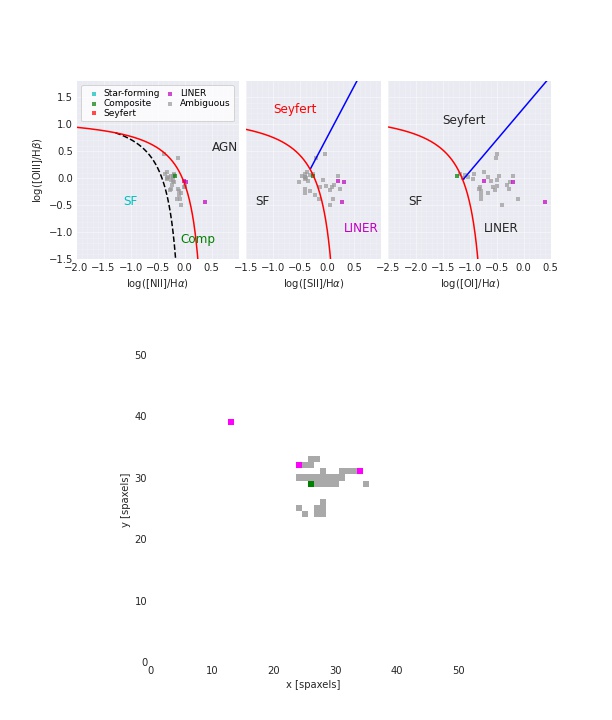 Star-forming
Composite
Seyfert
LINER
Ambiguous
1.5
1.0
0.5
0.0
−0.5
−1.0
−1.5
log([OIII]/Hβ)
AGN
SF
Comp
−2.0 −1.5 −1.0 −0.5 0.0 0.5
log([NII]/Hα)
Seyfert
SF
LINER
−1.5 −1.0 −0.5 0.0 0.5
log([SII]/Hα)
Seyfert
SF
LINER
−2.5 −2.0 −1.5 −1.0 −0.5 0.0 0.5
log([OI]/Hα)
50
40
30
20
10
0
y [spaxels]
0 10 20 30 40 50
x [spaxels]